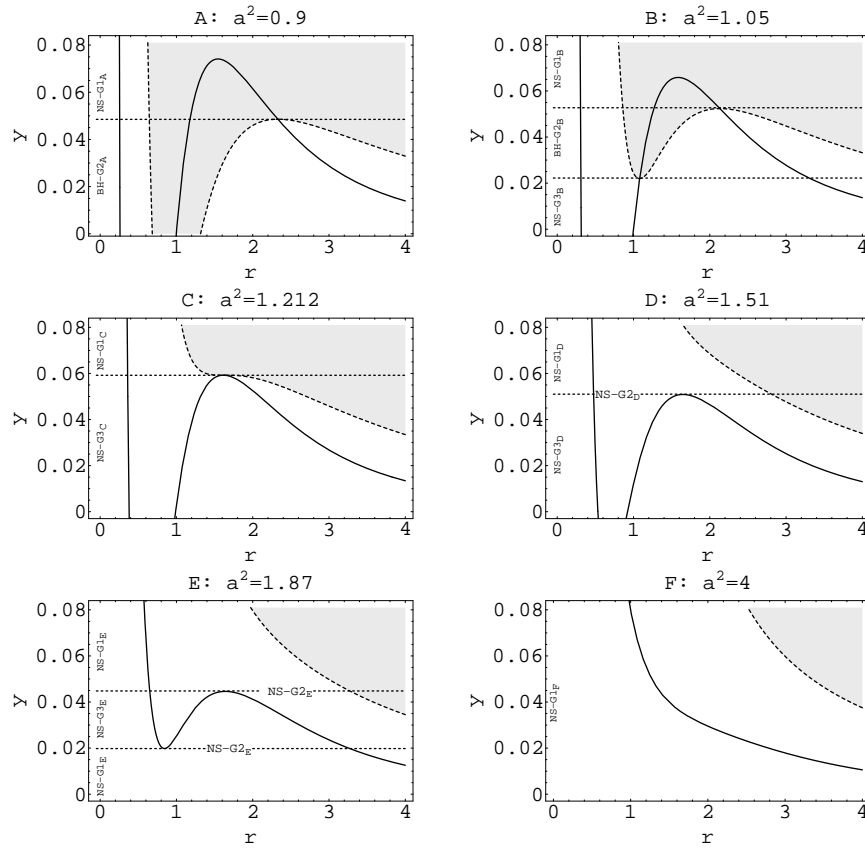 A: a²=0.9
B: a²=1.05
0.08
0.06
0.04
0.02
0
y
NS-G1A
BH-G2A
0 1 2 3 4
r
0.08
0.06
0.04
0.02
0
y
NS-G1B
BH-G2B
NS-G3B
0 1 2 3 4
r
C: a²=1.212
D: a²=1.51
0.08
0.06
0.04
0.02
0
y
NS-G1C
NS-G3C
0 1 2 3 4
r
0.08
0.06
0.04
0.02
0
y
NS-G1D
NS-G2D
NS-G3D
0 1 2 3 4
r
E: a²=1.87
F: a²=4
0.08
0.06
0.04
0.02
0
y
NS-G1E
NS-G2E
NS-G3E
NS-G2E
NS-G1E
0 1 2 3 4
r
0.08
0.06
0.04
0.02
0
y
NS-G1F
0 1 2 3 4
r